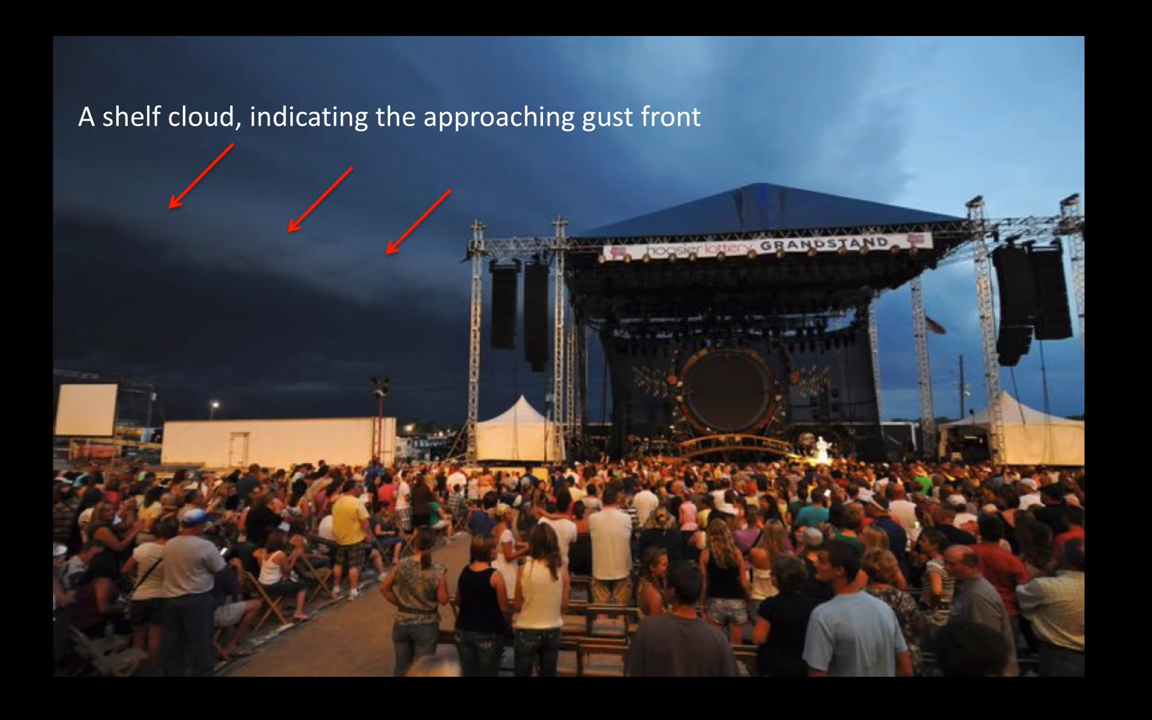 A shelf cloud, indicating the approaching gust front
hoosier lottery GRANDSTAND